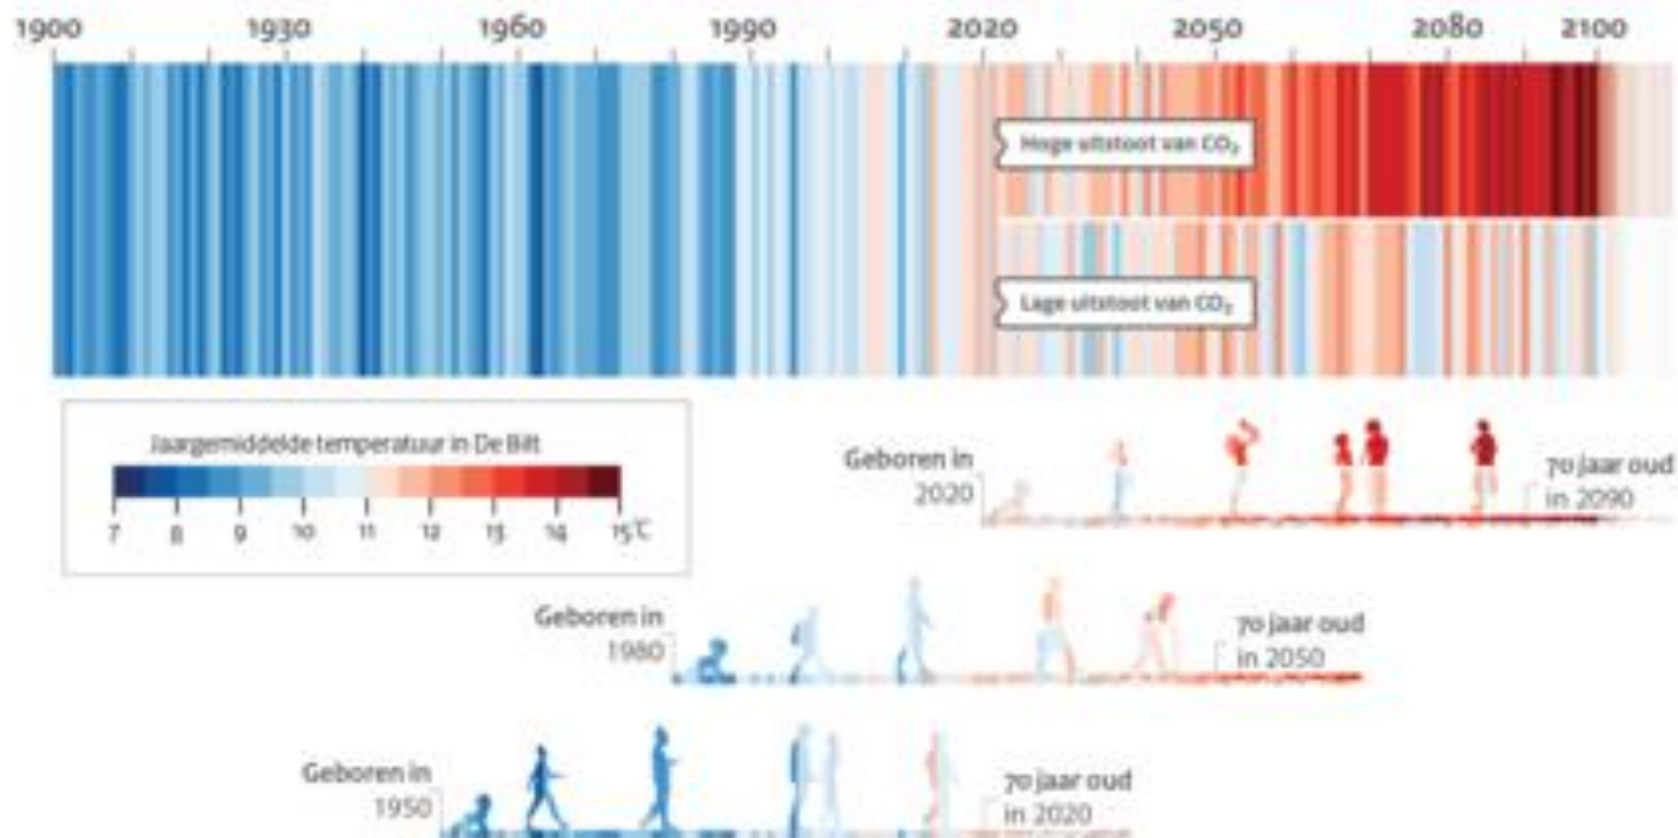 1900 1930 1960 1990 2020 2050 2080 2100
Hoge uitstoot van CO₂
Lage uitstoot van CO₂
Jaargemiddelde temperatuur in De Bilt
7 8 9 10 11 12 13 14 15°C
Geboren in
2020
70 jaar oud
in 2090
Geboren in
1980
70 jaar oud
in 2050
Geboren in
1950
70 jaar oud
in 2020